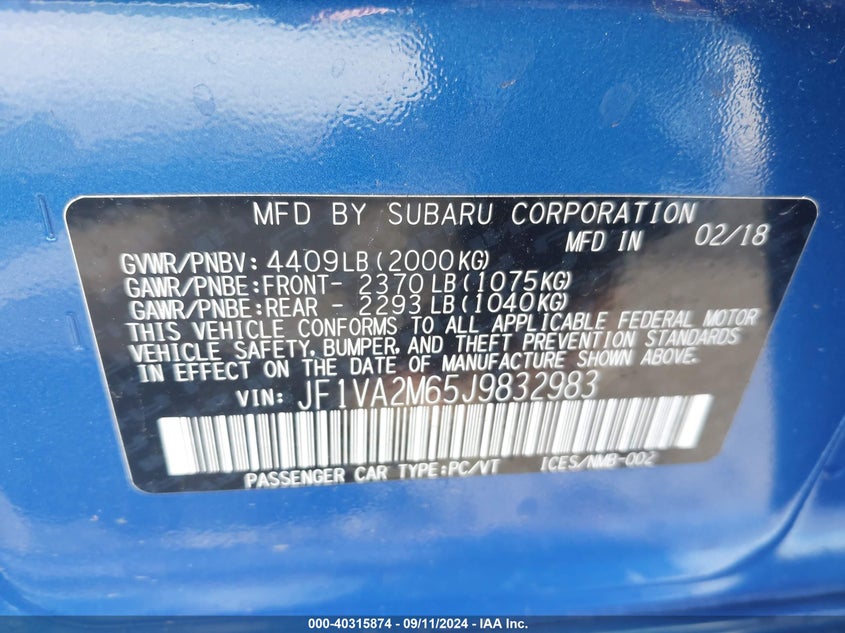 MFD BY SUBARU CORPORATION
MFD IN 02/18
GVWR/PNBV: 4409LB(2000KG)
GAWR/PNBE:FRONT- 2370LB(1075KG)
GAWR/PNBE:REAR - 2293LB(1040KG)
THIS VEHICLE CONFORMS TO ALL APPLICABLE FEDERAL MOTOR
VEHICLE SAFETY, BUMPER, AND THEFT PREVENTION STANDARDS
IN EFFECT ON THE DATE OF MANUFACTURE SHOWN ABOVE.
VIN: JF1VA2M65J9832983
PASSENGER CAR TYPE:PC/VT ICES/NMB-002
000-40315874 - 09/11/2024 - IAA Inc.